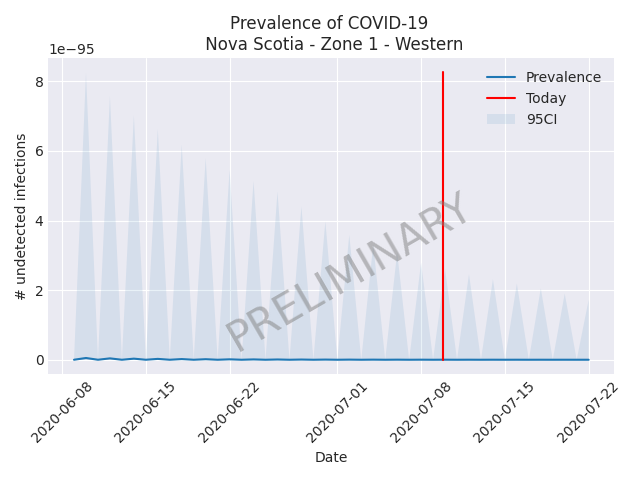 Prevalence of COVID-19
Nova Scotia - Zone 1 - Western
1e−95
Prevalence
Today
95CI
8
6
4
2
0
# undetected infections
PRELIMINARY
2020-06-08
2020-06-15
2020-06-22
2020-07-01
2020-07-08
2020-07-15
2020-07-22
Date